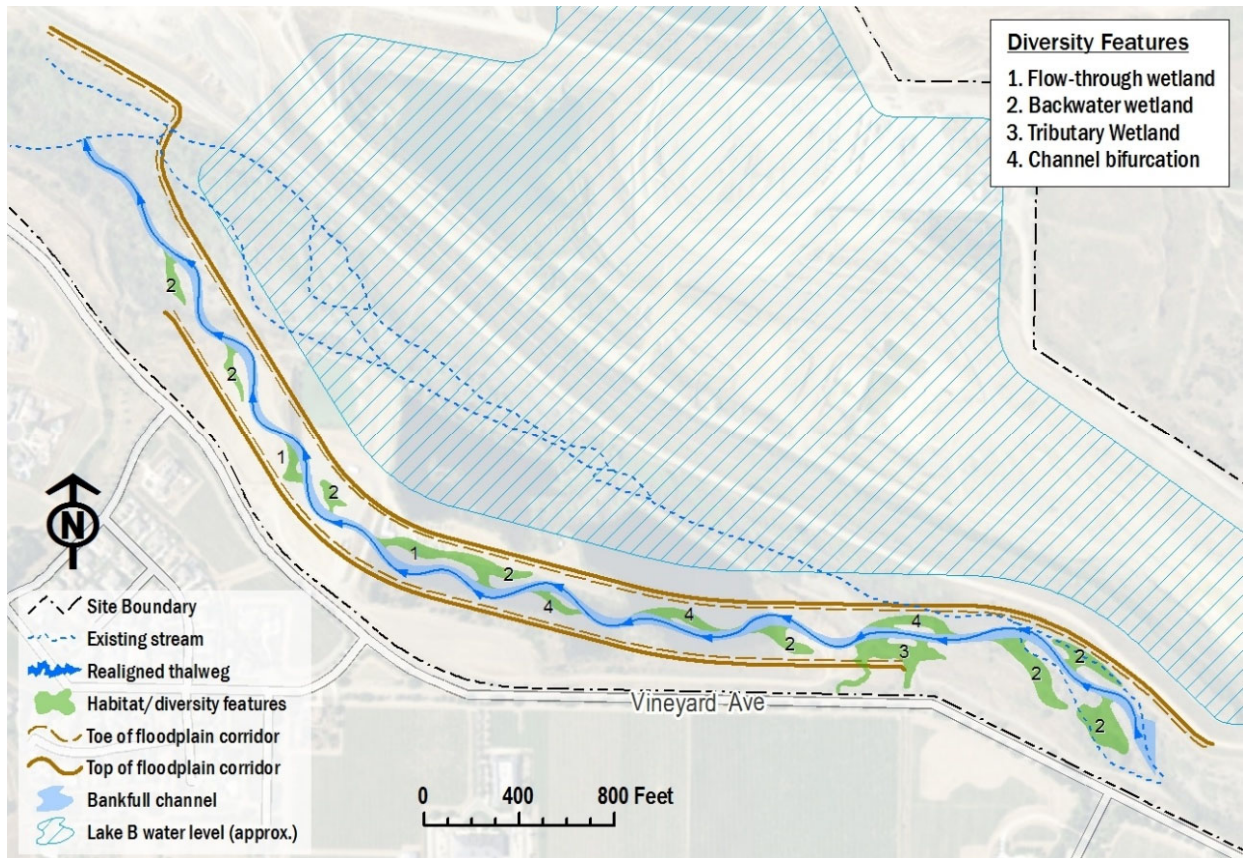 Diversity Features
1. Flow-through wetland
2. Backwater wetland
3. Tributary Wetland
4. Channel bifurcation
2
2
1
2
1
2
4
4
2
4
3
2
2
2
N
Vineyard Ave
Site Boundary
Existing stream
Realigned thalweg
Habitat/diversity features
Toe of floodplain corridor
Top of floodplain corridor
Bankfull channel
Lake B water level (approx.)
0 400 800 Feet